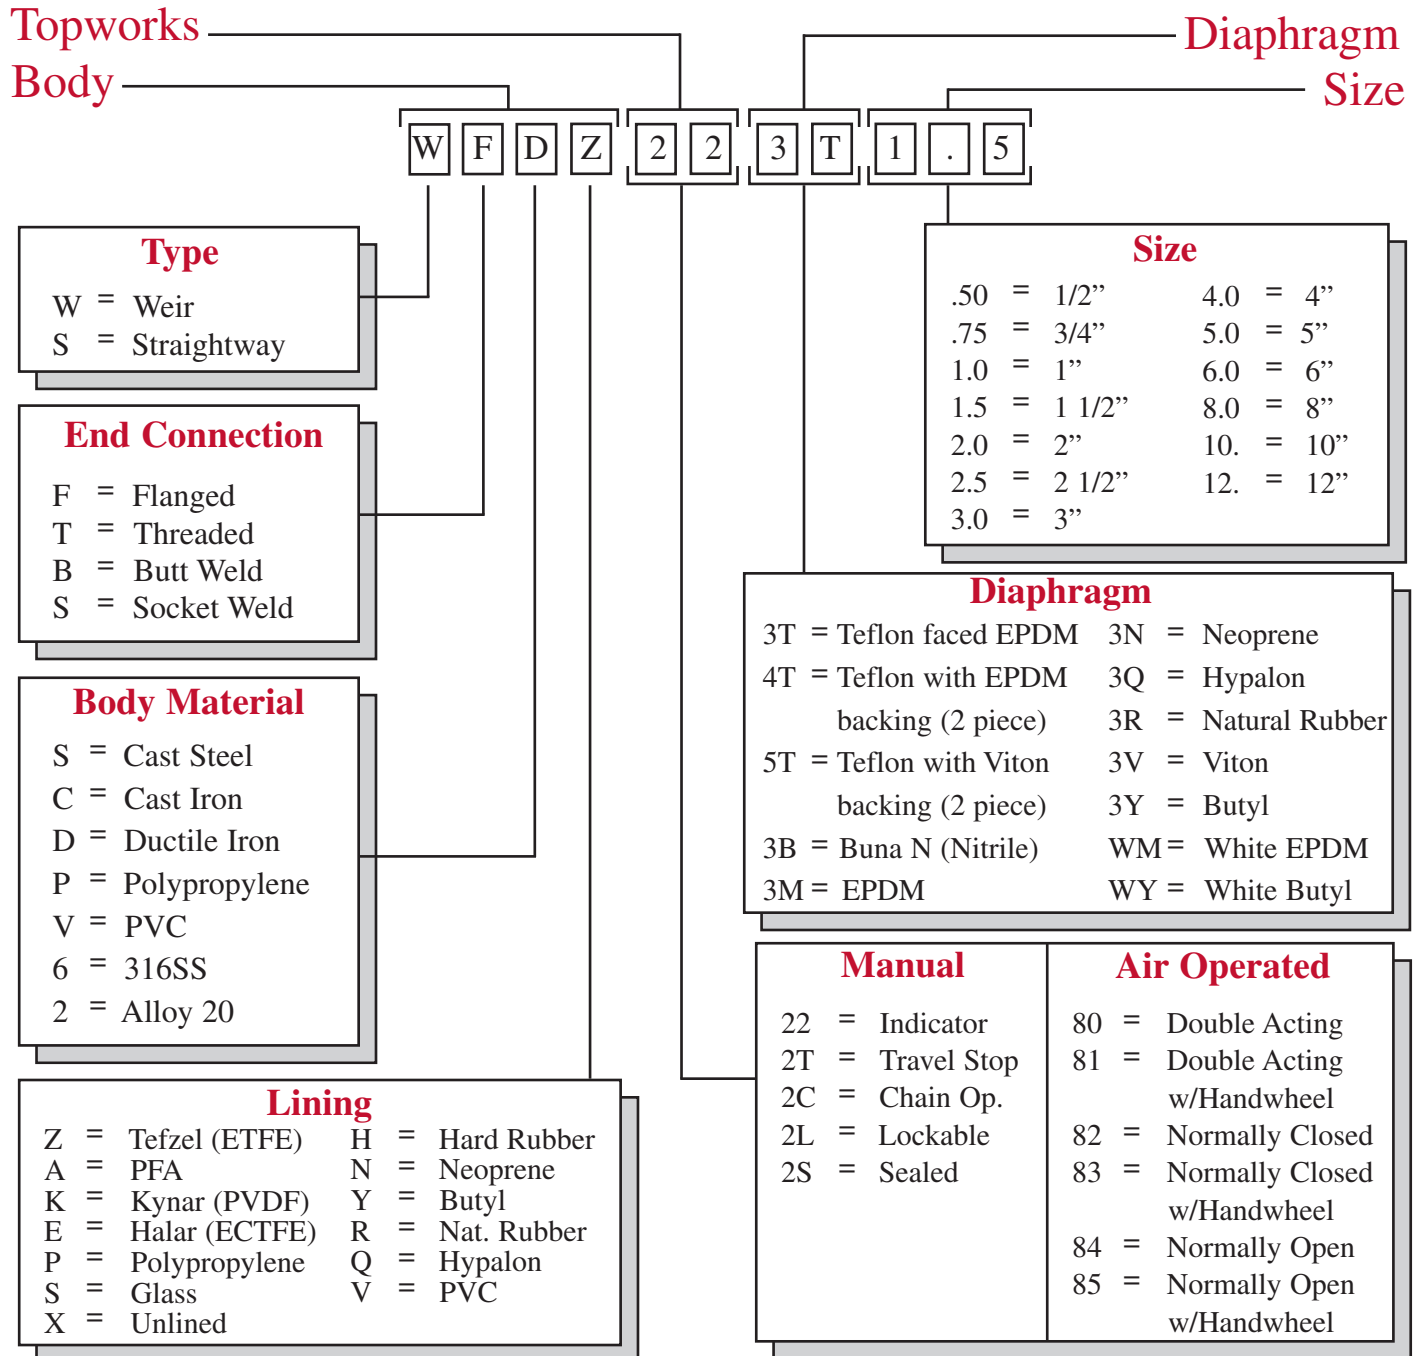 Topworks
Diaphragm
Body
Size
W F D Z 2 2 3 T 1 . 5
Type
W = Weir
S = Straightway
End Connection
F = Flanged
T = Threaded
B = Butt Weld
S = Socket Weld
Body Material
S = Cast Steel
C = Cast Iron
D = Ductile Iron
P = Polypropylene
V = PVC
6 = 316SS
2 = Alloy 20
Lining
Z = Tefzel (ETFE) H = Hard Rubber
A = PFA N = Neoprene
K = Kynar (PVDF) Y = Butyl
E = Halar (ECTFE) R = Nat. Rubber
P = Polypropylene Q = Hypalon
S = Glass V = PVC
X = Unlined
Size
.50 = 1/2” 4.0 = 4”
.75 = 3/4” 5.0 = 5”
1.0 = 1” 6.0 = 6”
1.5 = 1 1/2” 8.0 = 8”
2.0 = 2” 10. = 10”
2.5 = 2 1/2” 12. = 12”
3.0 = 3”
Diaphragm
3T = Teflon faced EPDM 3N = Neoprene
4T = Teflon with EPDM 3Q = Hypalon
backing (2 piece) 3R = Natural Rubber
5T = Teflon with Viton 3V = Viton
backing (2 piece) 3Y = Butyl
3B = Buna N (Nitrile) WM = White EPDM
3M = EPDM WY = White Butyl
Manual
22 = Indicator
2T = Travel Stop
2C = Chain Op.
2L = Lockable
2S = Sealed
Air Operated
80 = Double Acting
81 = Double Acting
w/Handwheel
82 = Normally Closed
83 = Normally Closed
w/Handwheel
84 = Normally Open
85 = Normally Open
w/Handwheel